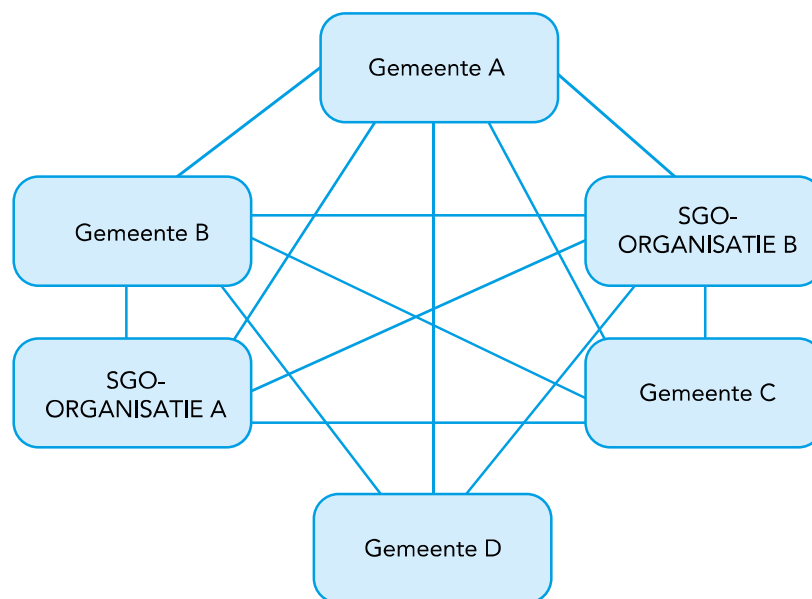 Gemeente A
Gemeente B
SGO-
ORGANISATIE B
SGO-
ORGANISATIE A
Gemeente C
Gemeente D